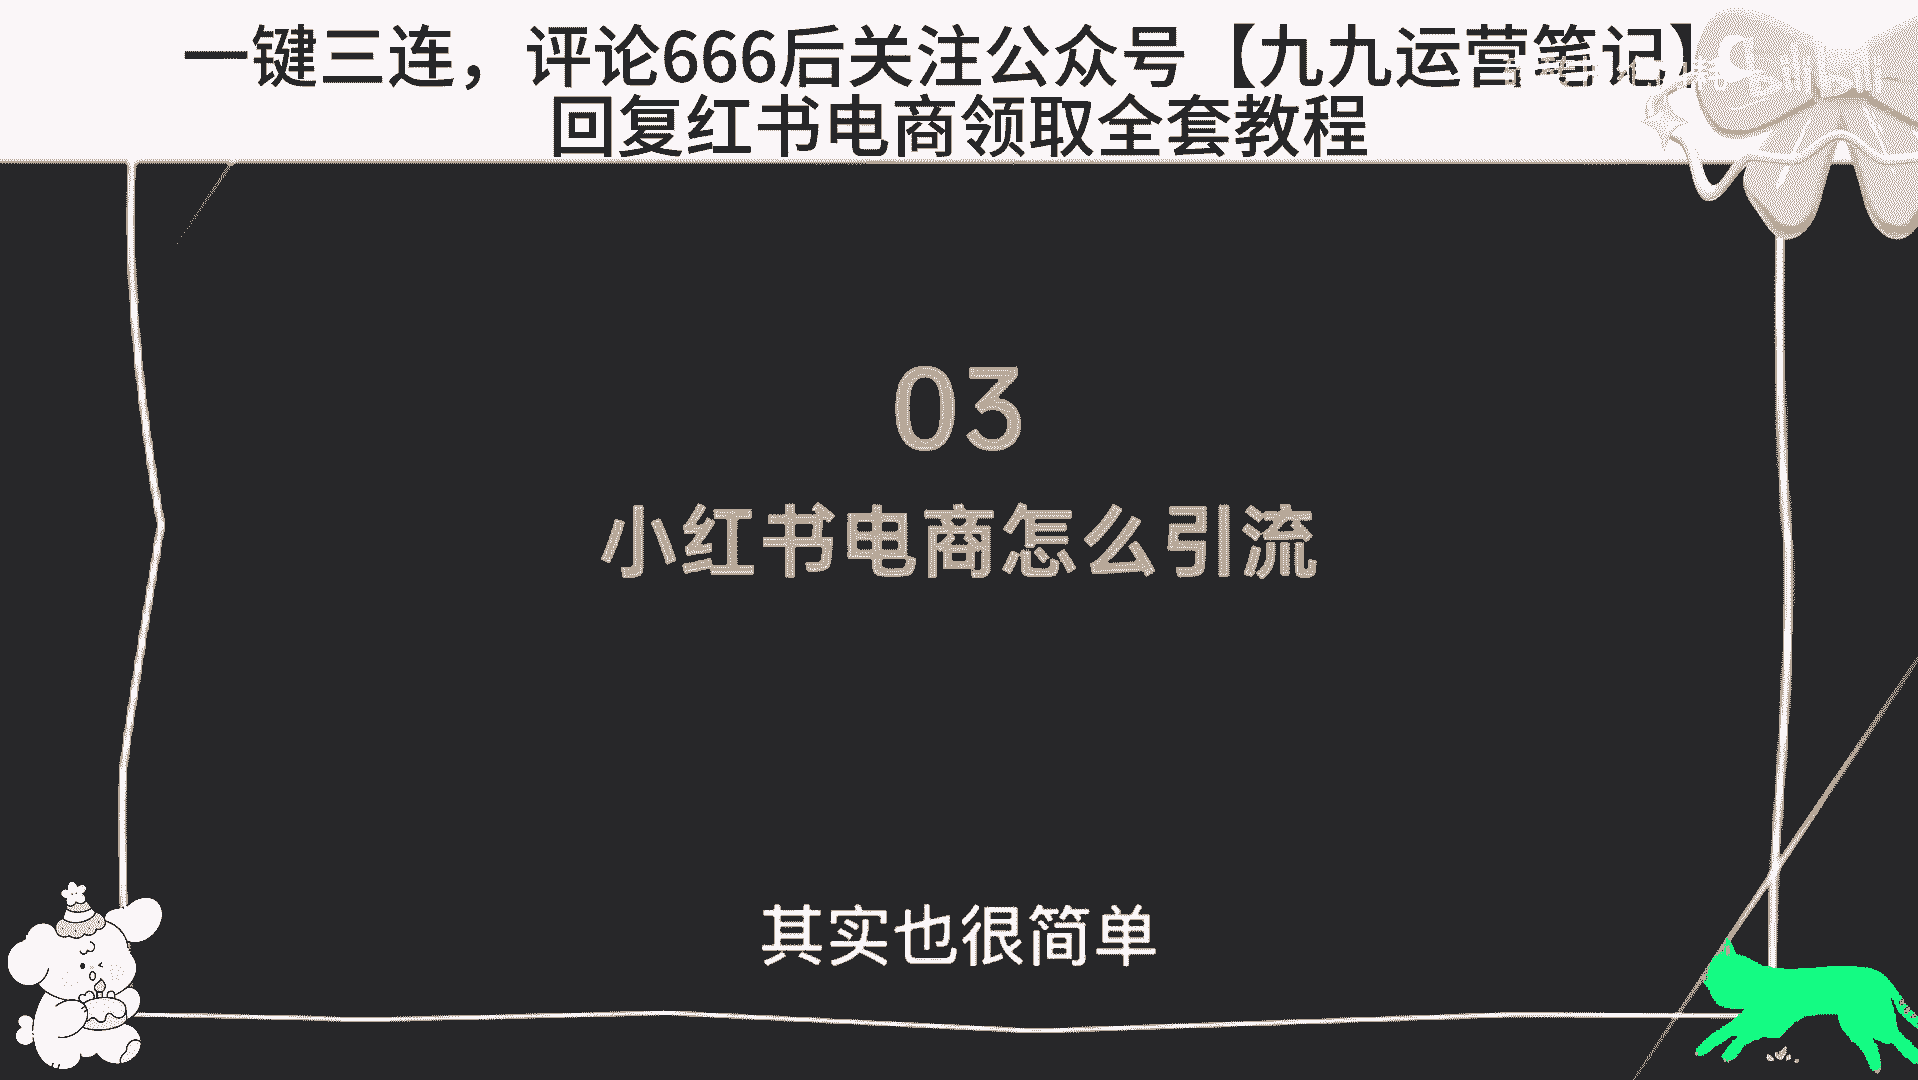 一键三连，评论666后关注公众号【九九运营笔记】
回复红书电商领取全套教程
bilibili
03
小红书电商怎么引流
其实也很简单